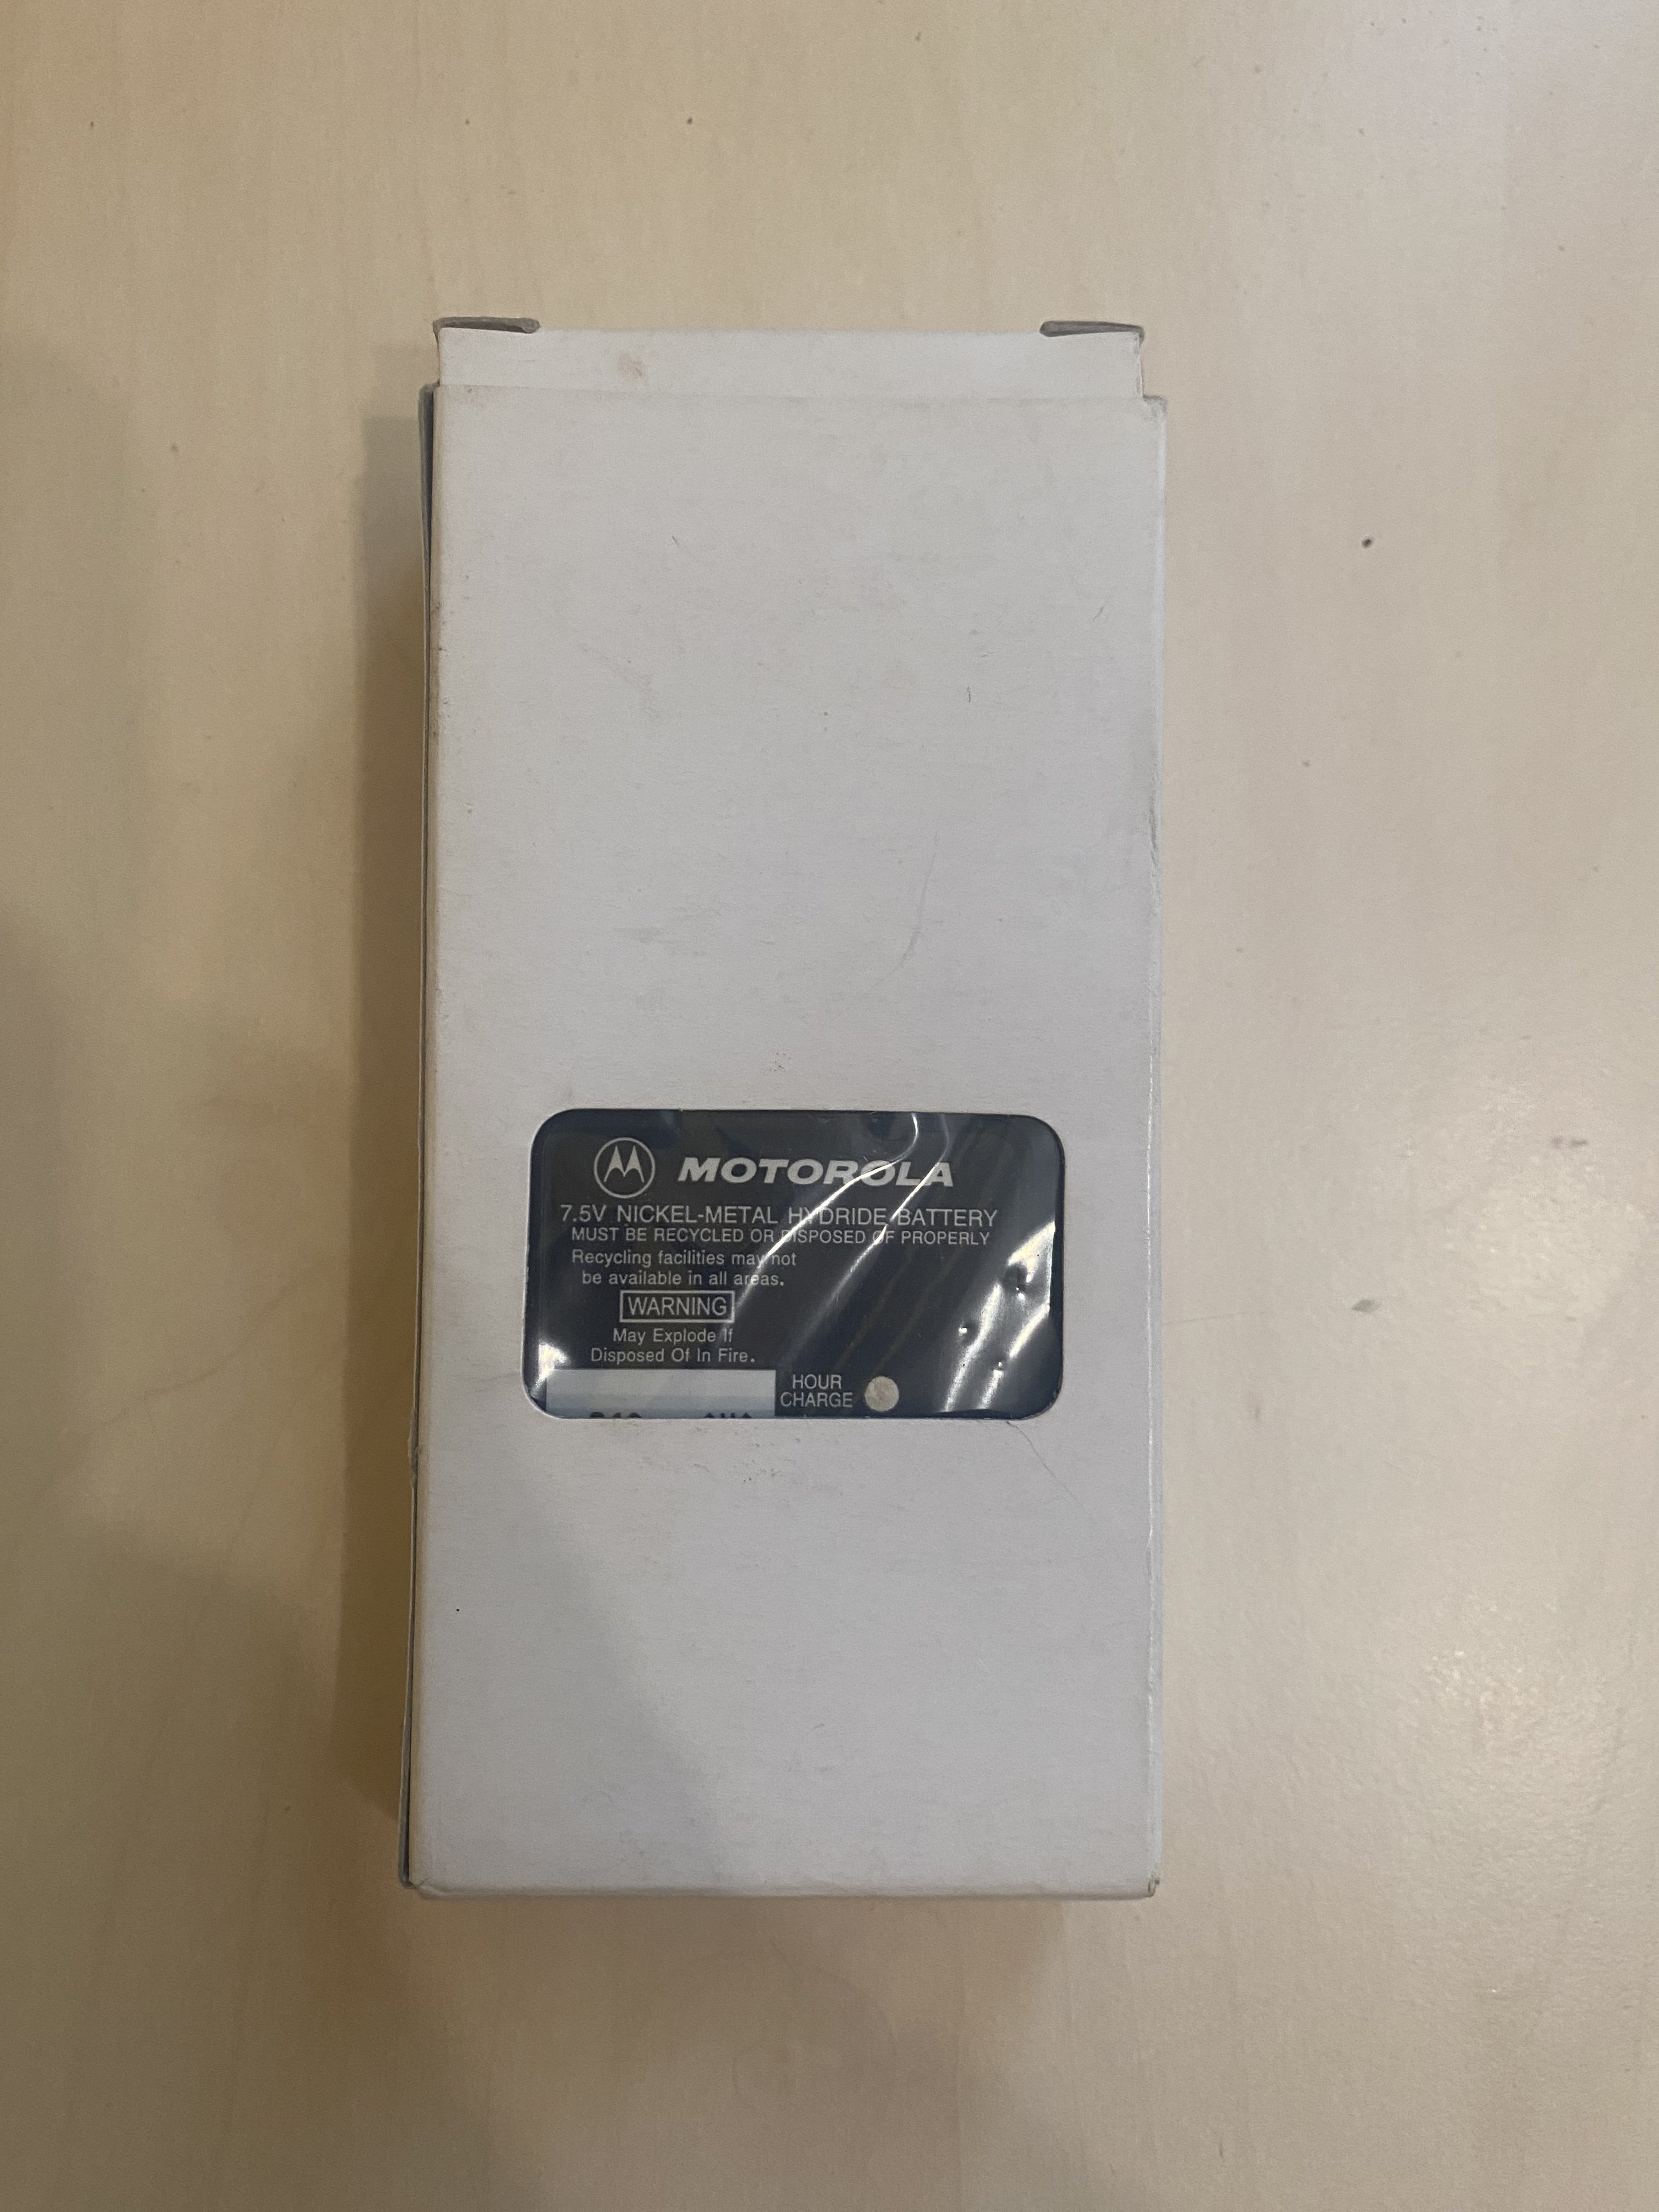 MOTOROLA
7.5V NICKEL-METAL HYDRIDE BATTERY
MUST BE RECYCLED OR DISPOSED OF PROPERLY
Recycling facilities may not
be available in all areas.
WARNING
May Explode If
Disposed Of In Fire.
HOUR
CHARGE